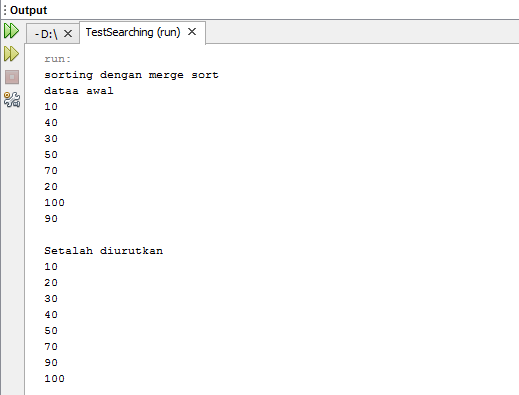 Output
-D:\ TestSearching (run)
run:
sorting dengan merge sort
dataa awal
10
40
30
50
70
20
100
90
Setalah diurutkan
10
20
30
40
50
70
90
100